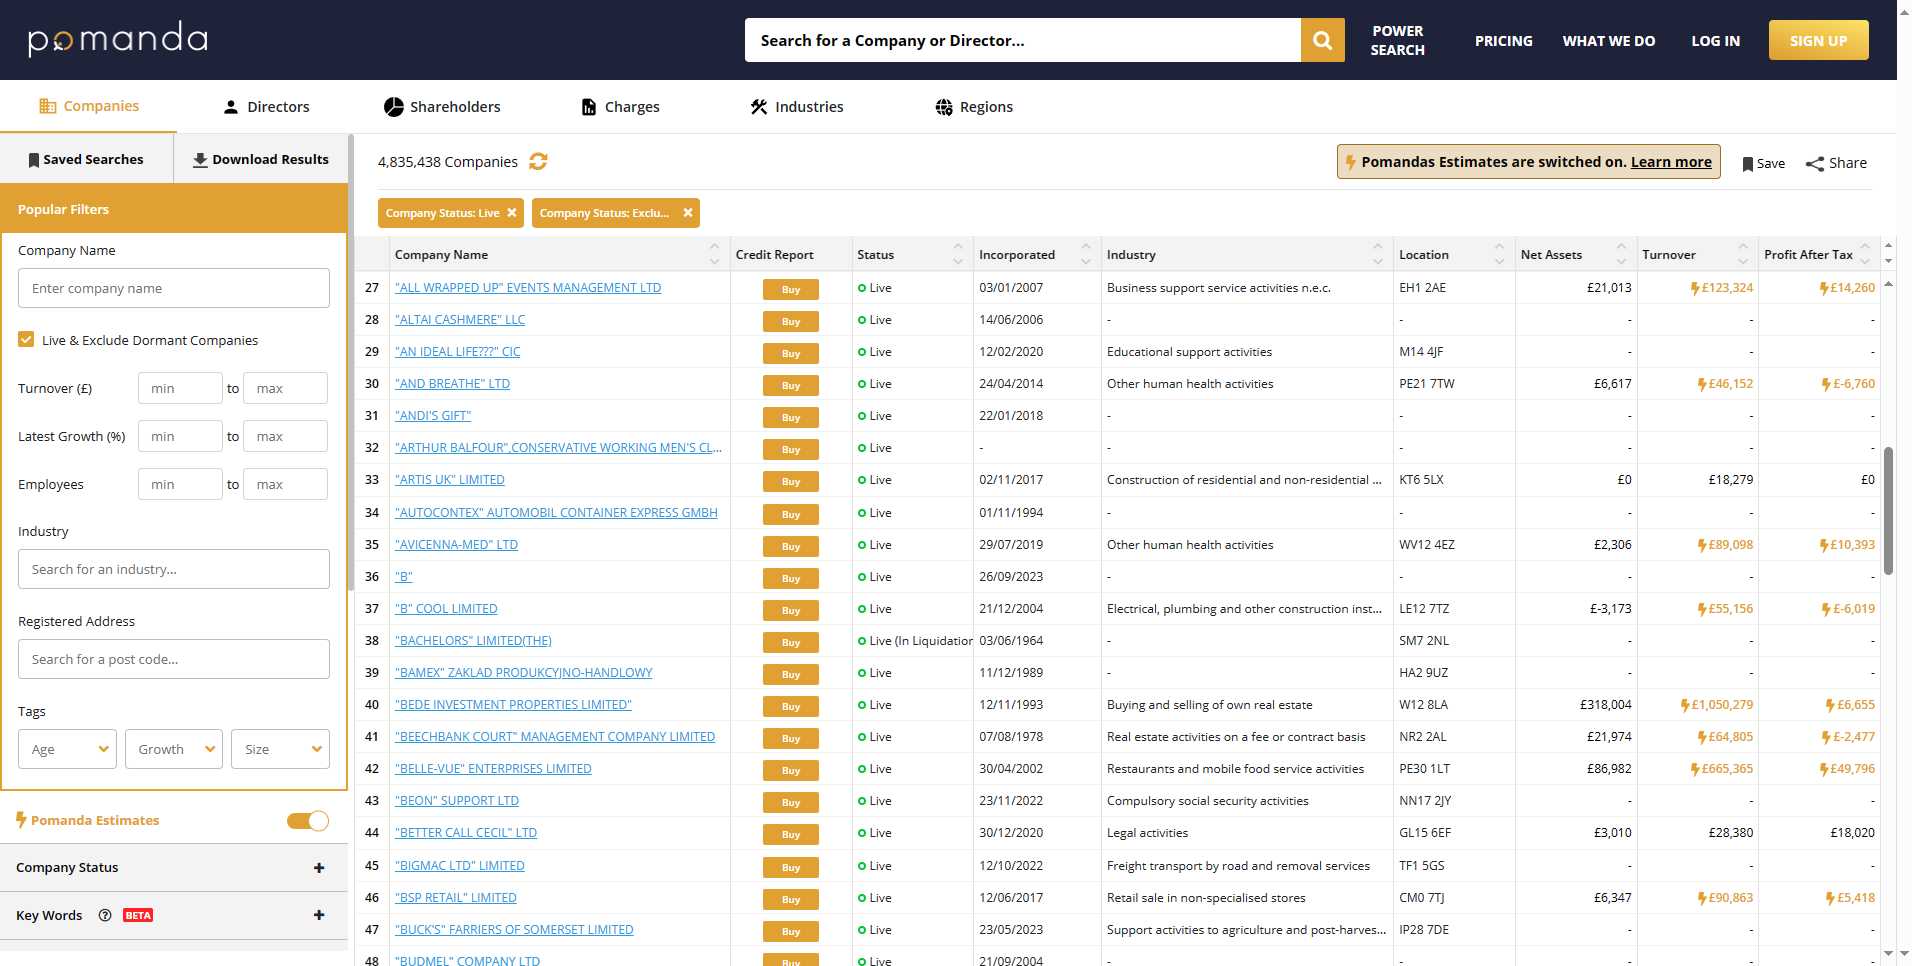 pomanda
Search for a Company or Director...
POWER SEARCH
PRICING
WHAT WE DO
LOG IN
SIGN UP
Companies
Directors
Shareholders
Charges
Industries
Regions
Saved Searches
Download Results
4,835,438 Companies
Pomandas Estimates are switched on. Learn more
Save
Share
Popular Filters
Company Name
Enter company name
Live & Exclude Dormant Companies
Turnover (£) min to max
Latest Growth (%) min to max
Employees min to max
Industry
Search for an industry...
Registered Address
Search for a post code...
Tags
Age
Growth
Size
Pomanda Estimates
Company Status +
Key Words ? BETA +
Company Status: Live ×
Company Status: Exclu... ×
Company Name Credit Report Status Incorporated Industry Location Net Assets Turnover Profit After Tax
27 "ALL WRAPPED UP" EVENTS MANAGEMENT LTD Buy Live 03/01/2007 Business support service activities n.e.c. EH1 2AE £21,013 £123,324 £14,260
28 "ALTAI CASHMERE" LLC Buy Live 14/06/2006 - - - - -
29 "AN IDEAL LIFE???" CIC Buy Live 12/02/2020 Educational support activities M14 4JF - - -
30 "AND BREATHE" LTD Buy Live 24/04/2014 Other human health activities PE21 7TW £6,617 £46,152 £-6,760
31 "ANDI'S GIFT" Buy Live 22/01/2018 - - - - -
32 "ARTHUR BALFOUR",CONSERVATIVE WORKING MEN'S CL... Buy Live - - - - - -
33 "ARTIS UK" LIMITED Buy Live 02/11/2017 Construction of residential and non-residential ... KT6 5LX £0 £18,279 £0
34 "AUTOCONTEX" AUTOMOBIL CONTAINER EXPRESS GMBH Buy Live 01/11/1994 - - - - -
35 "AVICENNA-MED" LTD Buy Live 29/07/2019 Other human health activities WV12 4EZ £2,306 £89,098 £10,393
36 "B" Buy Live 26/09/2023 - - - - -
37 "B" COOL LIMITED Buy Live 21/12/2004 Electrical, plumbing and other construction inst... LE12 7TZ £-3,173 £55,156 £-6,019
38 "BACHELORS" LIMITED(THE) Buy Live (In Liquidation 03/06/1964 - SM7 2NL - - -
39 "BAMEX" ZAKLAD PRODUKCYJNO-HANDLOWY Buy Live 11/12/1989 - HA2 9UZ - - -
40 "BEDE INVESTMENT PROPERTIES LIMITED" Buy Live 12/11/1993 Buying and selling of own real estate W12 8LA £318,004 £1,050,279 £6,655
41 "BEECHBANK COURT" MANAGEMENT COMPANY LIMITED Buy Live 07/08/1978 Real estate activities on a fee or contract basis NR2 2AL £21,974 £64,805 £-2,477
42 "BELLE-VUE" ENTERPRISES LIMITED Buy Live 30/04/2002 Restaurants and mobile food service activities PE30 1LT £86,982 £665,365 £49,796
43 "BEON" SUPPORT LTD Buy Live 23/11/2022 Compulsory social security activities NN17 2JY - - -
44 "BETTER CALL CECIL" LTD Buy Live 30/12/2020 Legal activities GL15 6EF £3,010 £28,380 £18,020
45 "BIGMAC LTD" LIMITED Buy Live 12/10/2022 Freight transport by road and removal services TF1 5GS - - -
46 "BSP RETAIL" LIMITED Buy Live 12/06/2017 Retail sale in non-specialised stores CM0 7TJ £6,347 £90,863 £5,418
47 "BUCK'S" FARRIERS OF SOMERSET LIMITED Buy Live 23/05/2023 Support activities to agriculture and post-harves... IP28 7DE - - -
48 "BUDMEL" COMPANY LTD Buy Live 21/09/2004 - - - - -